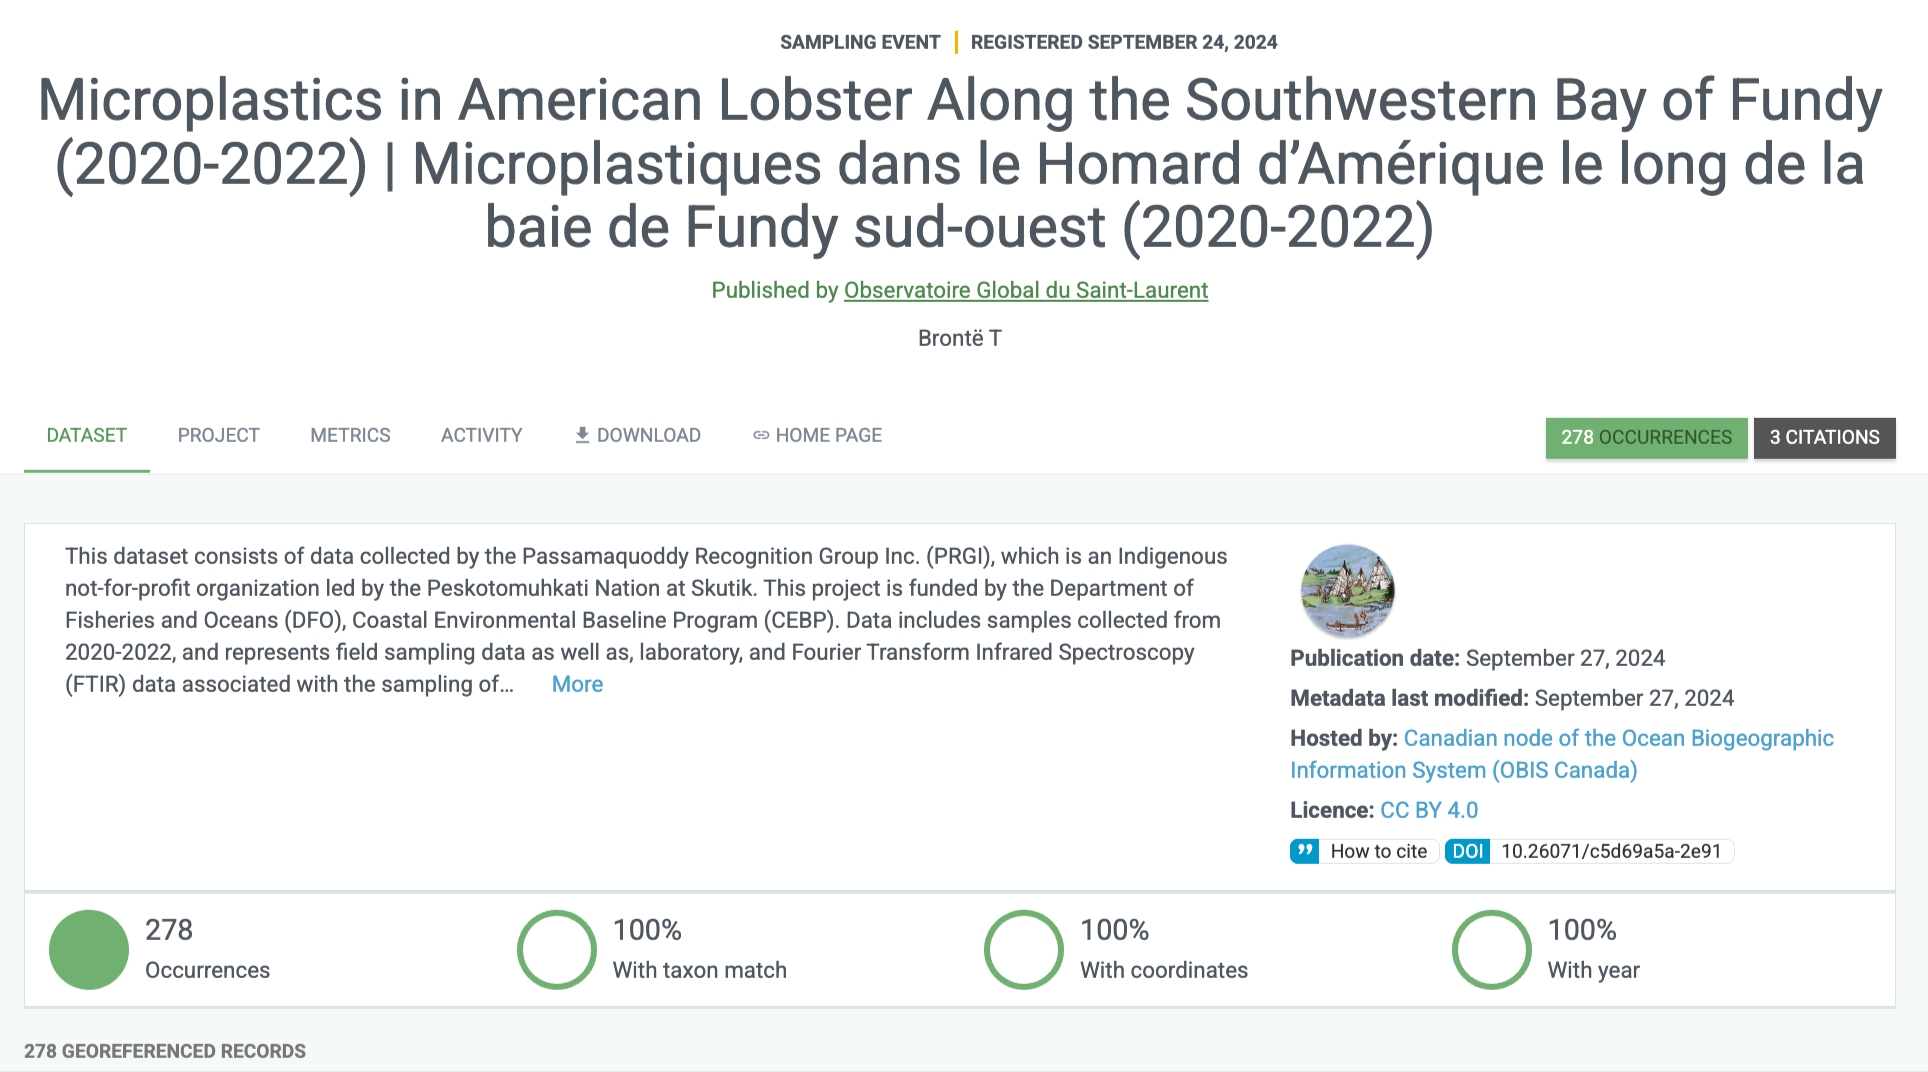 SAMPLING EVENT | REGISTERED SEPTEMBER 24, 2024
Microplastics in American Lobster Along the Southwestern Bay of Fundy
(2020-2022) | Microplastiques dans le Homard d’Amérique le long de la
baie de Fundy sud-ouest (2020-2022)
Published by Observatoire Global du Saint-Laurent
Brontë T
DATASET PROJECT METRICS ACTIVITY DOWNLOAD HOME PAGE
278 OCCURRENCES 3 CITATIONS
This dataset consists of data collected by the Passamaquoddy Recognition Group Inc. (PRGI), which is an Indigenous
not-for-profit organization led by the Peskotomuhkati Nation at Skutik. This project is funded by the Department of
Fisheries and Oceans (DFO), Coastal Environmental Baseline Program (CEBP). Data includes samples collected from
2020-2022, and represents field sampling data as well as, laboratory, and Fourier Transform Infrared Spectroscopy
(FTIR) data associated with the sampling of… More
Publication date: September 27, 2024
Metadata last modified: September 27, 2024
Hosted by: Canadian node of the Ocean Biogeographic
Information System (OBIS Canada)
Licence: CC BY 4.0
How to cite DOI 10.26071/c5d69a5a-2e91
278
Occurrences
100%
With taxon match
100%
With coordinates
100%
With year
278 GEOREFERENCED RECORDS